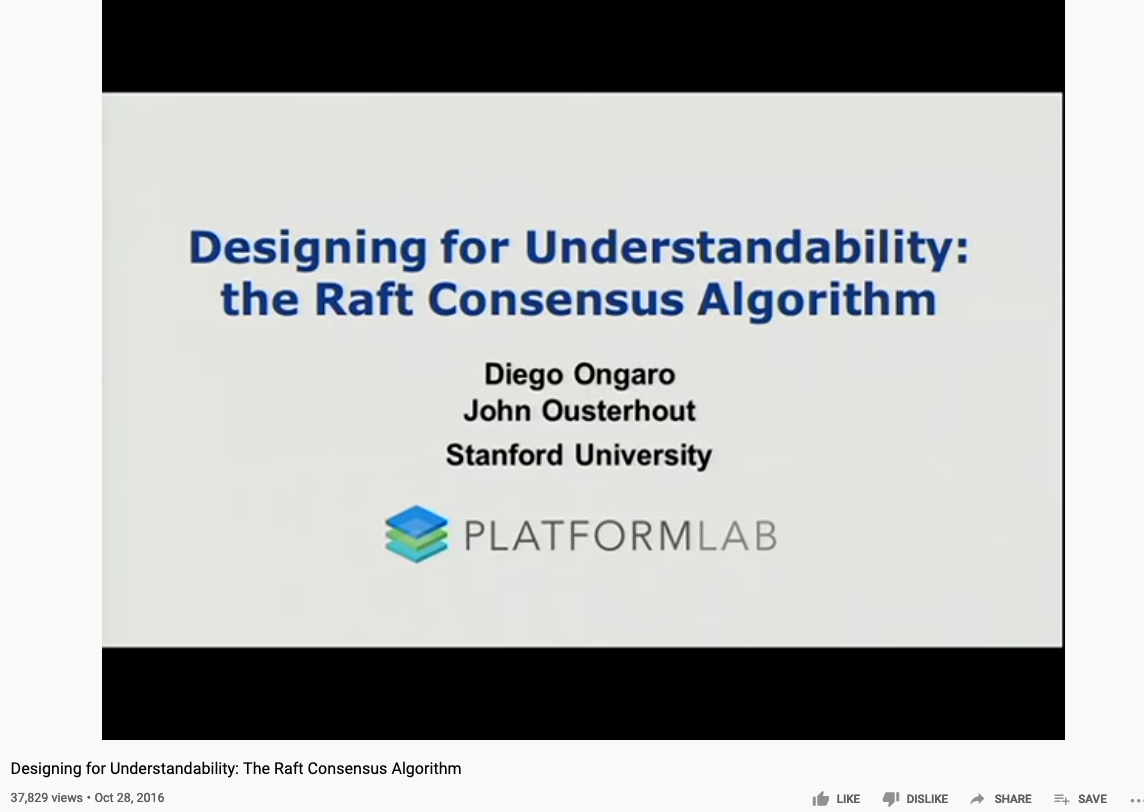 Designing for Understandability:
the Raft Consensus Algorithm
Diego Ongaro
John Ousterhout
Stanford University
PLATFORMLAB
Designing for Understandability: The Raft Consensus Algorithm
37,829 views • Oct 28, 2016
LIKE DISLIKE SHARE SAVE